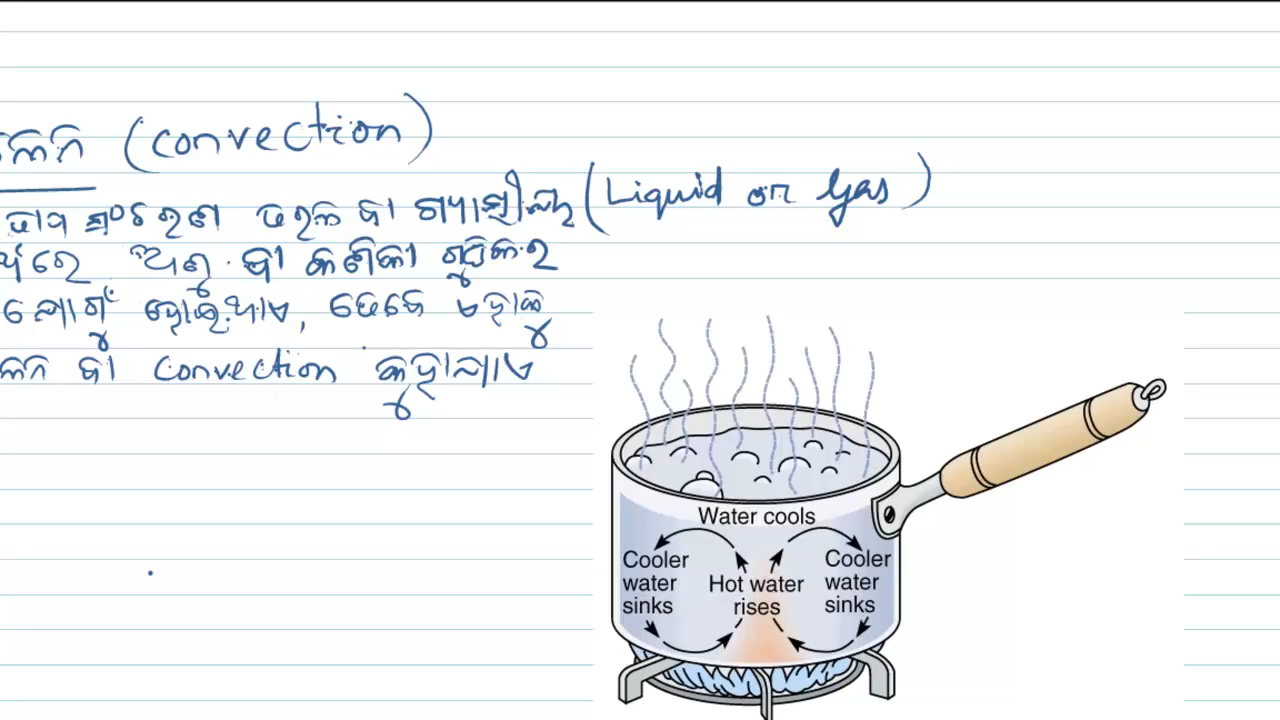 (convection)
ତାପ ସଂଚରଣ ତରଳ ବା ଗ୍ୟାସୀୟ (Liquid or gas)
ଅଣୁ ବା କଣିକା ଗୁଡିକର
ହୋଇଥାଏ, ତେବେ ଏହାକୁ
ବା convection କୁହାଯାଏ
Water cools
Cooler water sinks
Hot water rises
Cooler water sinks